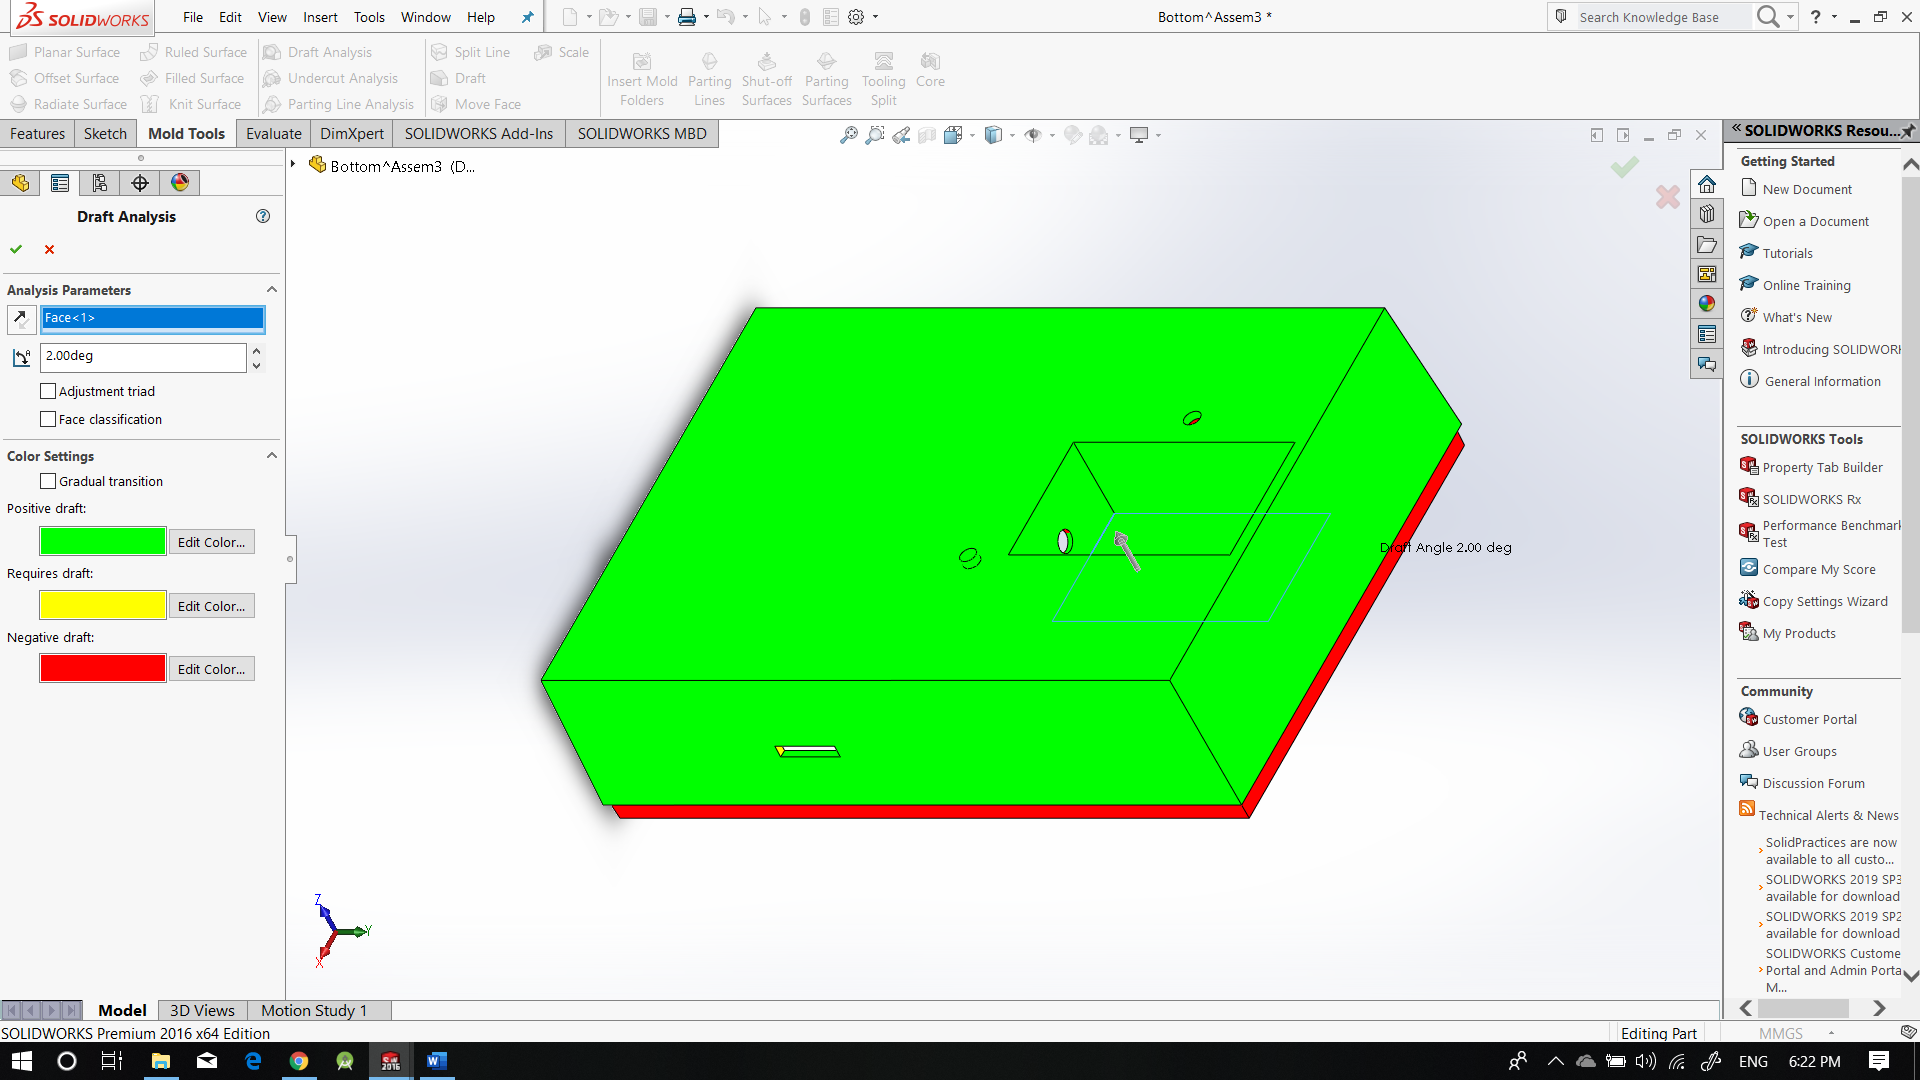 SOLIDWORKS
File Edit View Insert Tools Window Help
Bottom^Assem3 *
Search Knowledge Base
?
Planar Surface Ruled Surface Draft Analysis Split Line Scale
Offset Surface Filled Surface Undercut Analysis Draft
Radiate Surface Knit Surface Parting Line Analysis Move Face
Insert Mold Folders
Parting Lines
Shut-off Surfaces
Parting Surfaces
Tooling Split
Core
Features Sketch Mold Tools Evaluate DimXpert SOLIDWORKS Add-Ins SOLIDWORKS MBD
Bottom^Assem3 (D...
Draft Analysis
Analysis Parameters
Face<1>
2.00deg
Adjustment triad
Face classification
Color Settings
Gradual transition
Positive draft:
Edit Color...
Requires draft:
Edit Color...
Negative draft:
Edit Color...
Draft Angle 2.00 deg
Z
Y
X
SOLIDWORKS Resou...
Getting Started
New Document
Open a Document
Tutorials
Online Training
What's New
Introducing SOLIDWOR
General Information
SOLIDWORKS Tools
Property Tab Builder
SOLIDWORKS Rx
Performance Benchmark
Test
Compare My Score
Copy Settings Wizard
My Products
Community
Customer Portal
User Groups
Discussion Forum
Technical Alerts & News
SolidPractices are now
available to all custo...
SOLIDWORKS 2019 SP3
available for download
SOLIDWORKS 2019 SP2
available for download
SOLIDWORKS Custome
Portal and Admin Porta
M...
Model 3D Views Motion Study 1
SOLIDWORKS Premium 2016 x64 Edition
Editing Part
MMGS
2016
ENG
6:22 PM